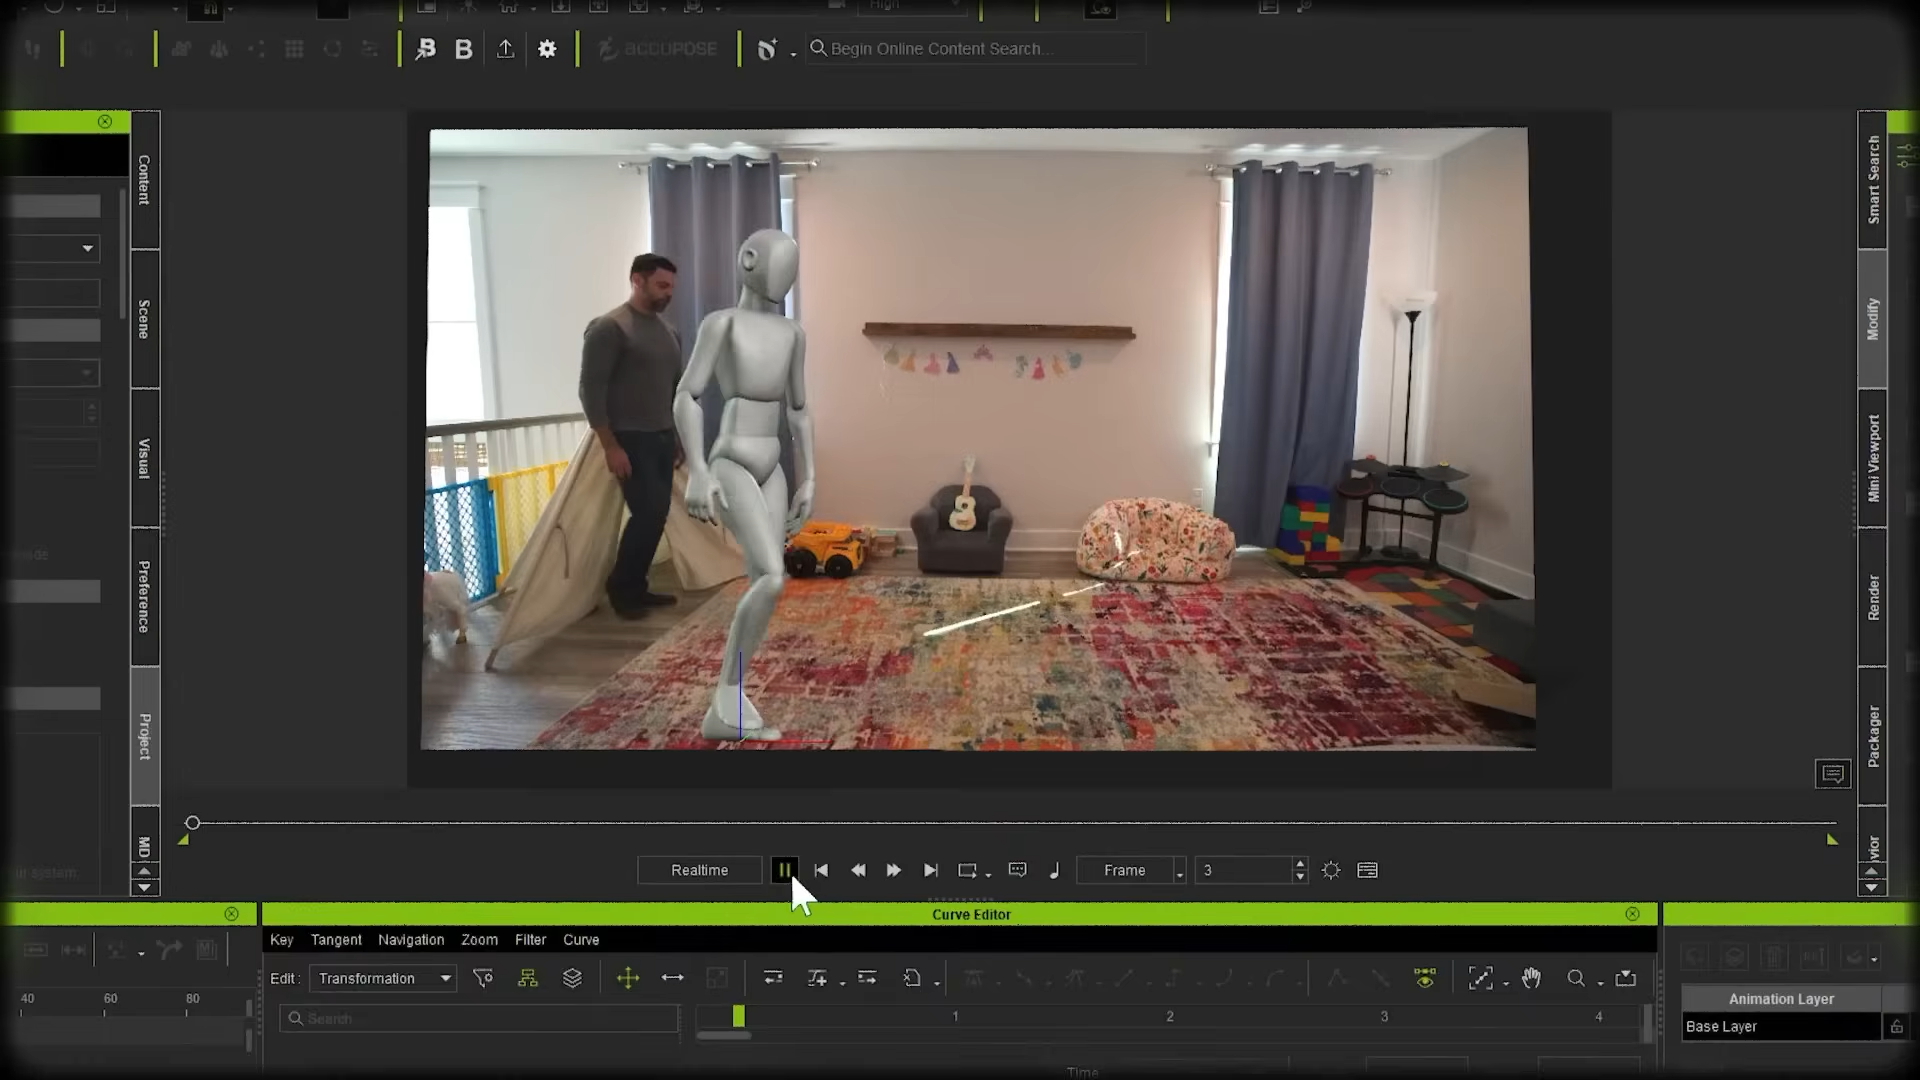 High
B
B
ACCUPOSE
Begin Online Content Search...
Content
Scene
Visual
Preference
Project
MD
Smart Search
Modify
Mini Viewport
Render
Packager
Realtime
Frame
3
Curve Editor
Key Tangent Navigation Zoom Filter Curve
Edit : Transformation
40 60 80
Search
1 2 3 4
Time
Animation Layer
Base Layer